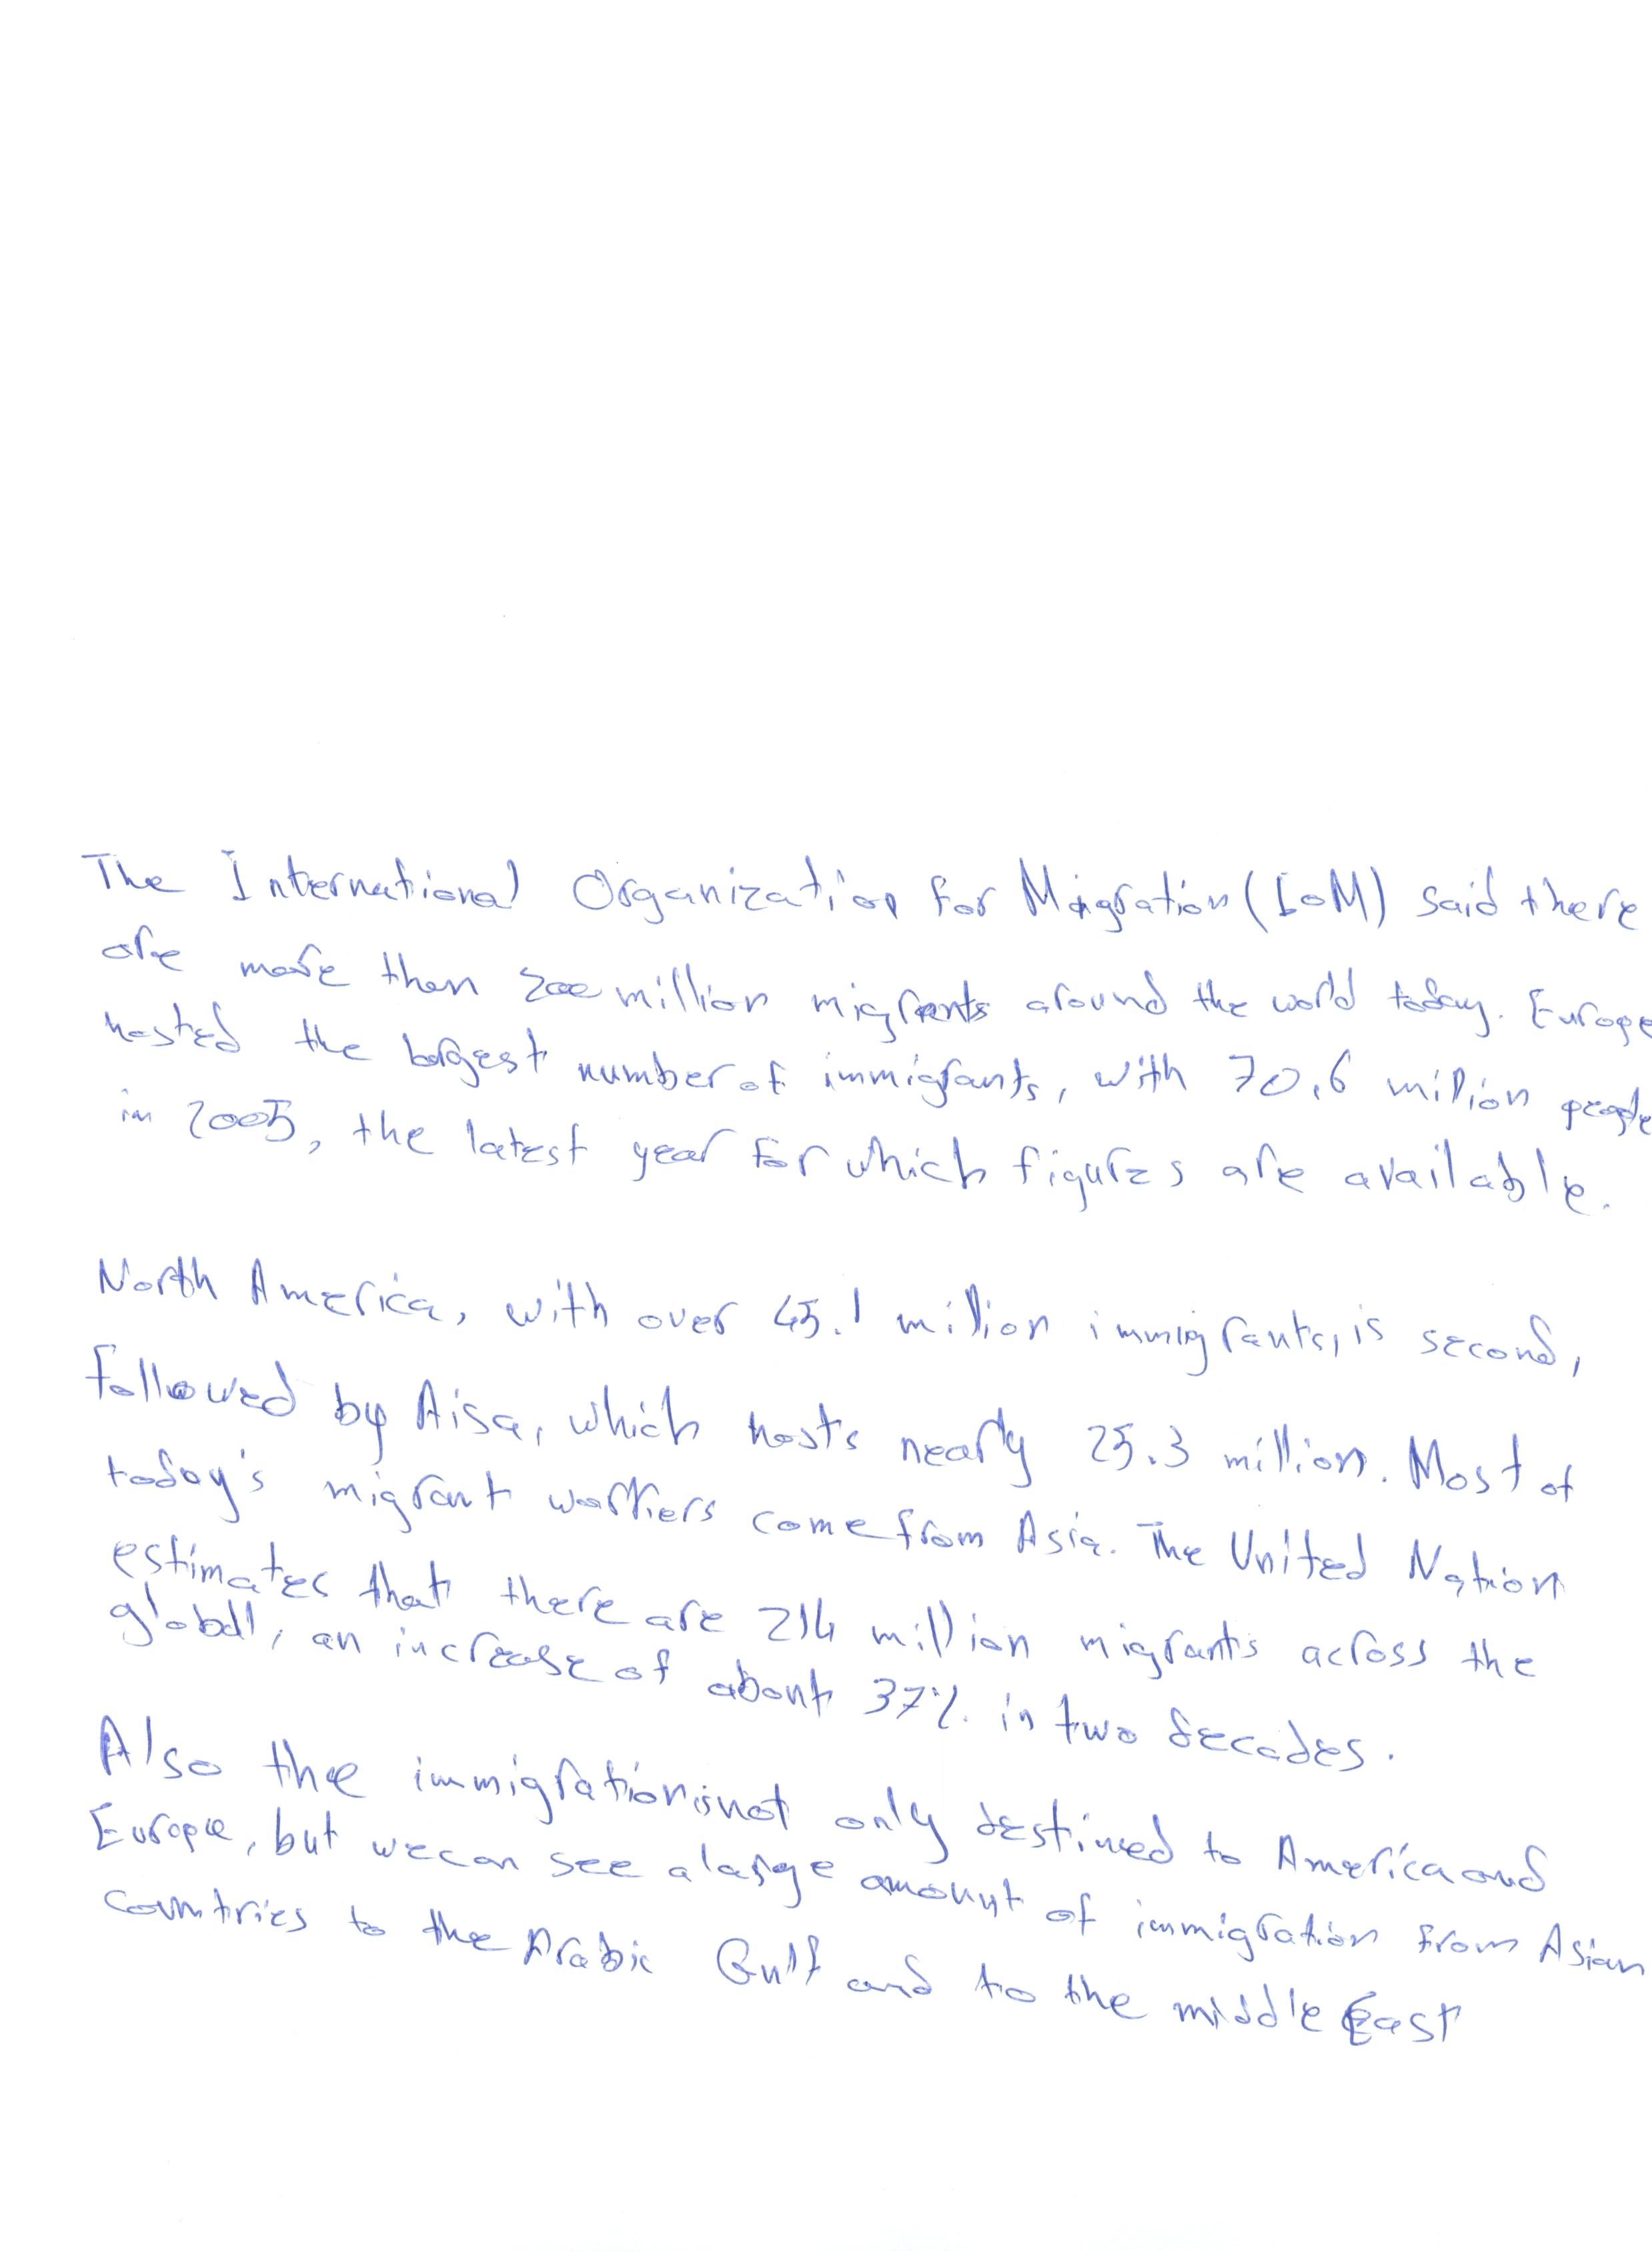 The International Organization for Migration (IoM) said there
are more than 200 million migrants around the world today. Europe
hosted the largest number of immigrants, with 70.6 million people
in 2005, the latest year for which figures are available.
North America, with over 45.1 million immigrants, is second,
followed by Aisa, which hosts nearly 25.3 million. Most of
today's migrant workers come from Asia. The United Nation
estimates that there are 214 million migrants across the
globall, an increase of about 37% in two decades.
Also the immigration is not only destined to America and
Europe, but we can see a large amount of immigration from Asian
countries to the Arabic Gulf and to the middle East